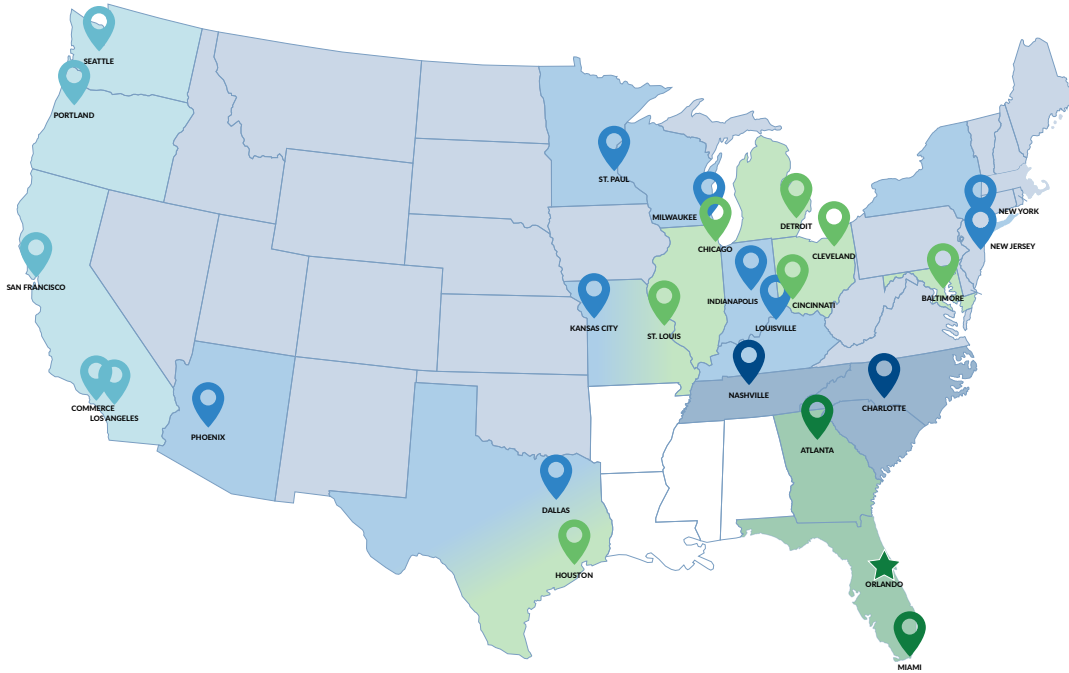 SEATTLE
PORTLAND
ST. PAUL
MILWAUKEE
DETROIT
NEW YORK
CHICAGO
CLEVELAND
NEW JERSEY
SAN FRANCISCO
INDIANAPOLIS
CINCINNATI
BALTIMORE
KANSAS CITY
ST. LOUIS
LOUISVILLE
NASHVILLE
COMMERCE
LOS ANGELES
CHARLOTTE
PHOENIX
ATLANTA
DALLAS
HOUSTON
ORLANDO
MIAMI